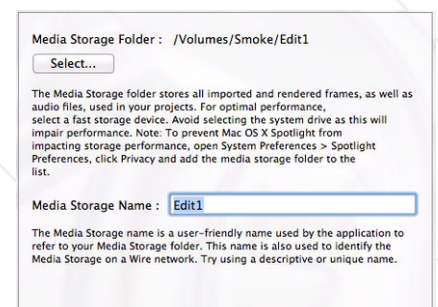 Media Storage Folder : /Volumes/Smoke/Edit1
Select...
The Media Storage folder stores all imported and rendered frames, as well as
audio files, used in your projects. For optimal performance,
select a fast storage device. Avoid selecting the system drive as this will
impair performance. Note: To prevent Mac OS X Spotlight from
impacting storage performance, open System Preferences > Spotlight
Preferences, click Privacy and add the media storage folder to the
list.
Media Storage Name : Edit1
The Media Storage name is a user-friendly name used by the application to
refer to your Media Storage folder. This name is also used to identify the
Media Storage on a Wire network. Try using a descriptive or unique name.